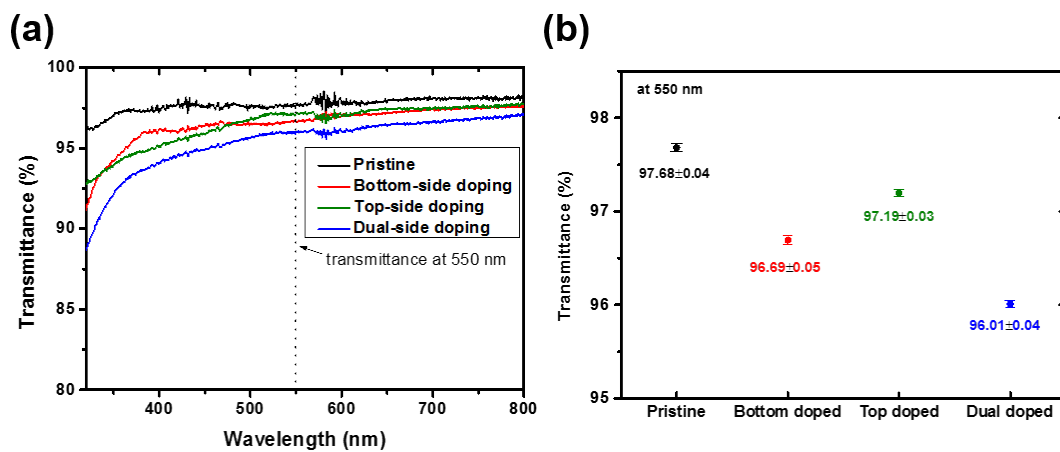 (a)
100
95
90
85
80
Transmittance (%)
400
500
600
700
800
Wavelength (nm)
Pristine
Bottom-side doping
Top-side doping
Dual-side doping
transmittance at 550 nm
(b)
at 550 nm
98
97
96
95
Transmittance (%)
97.68±0.04
96.69±0.05
97.19±0.03
96.01±0.04
Pristine
Bottom doped
Top doped
Dual doped